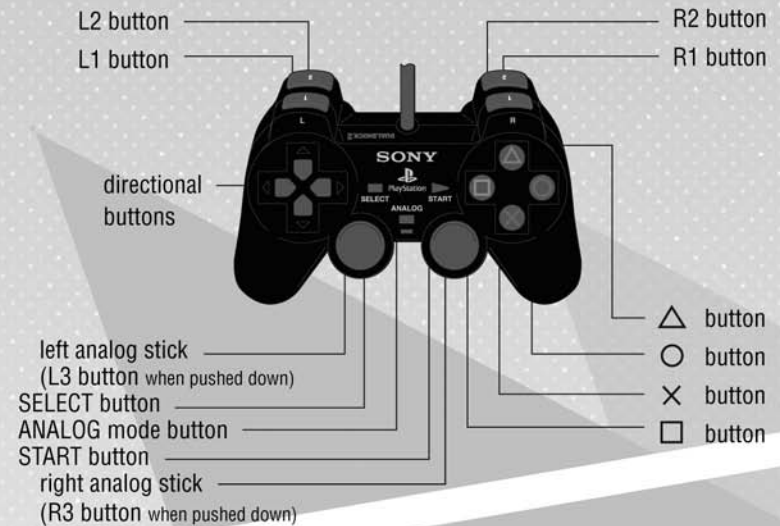 L2 button
R2 button
L1 button
R1 button
L
R
DUALSHOCK 2
SONY
PlayStation
SELECT
START
ANALOG
directional
buttons
△ button
○ button
✕ button
□ button
left analog stick
(L3 button when pushed down)
SELECT button
ANALOG mode button
START button
right analog stick
(R3 button when pushed down)